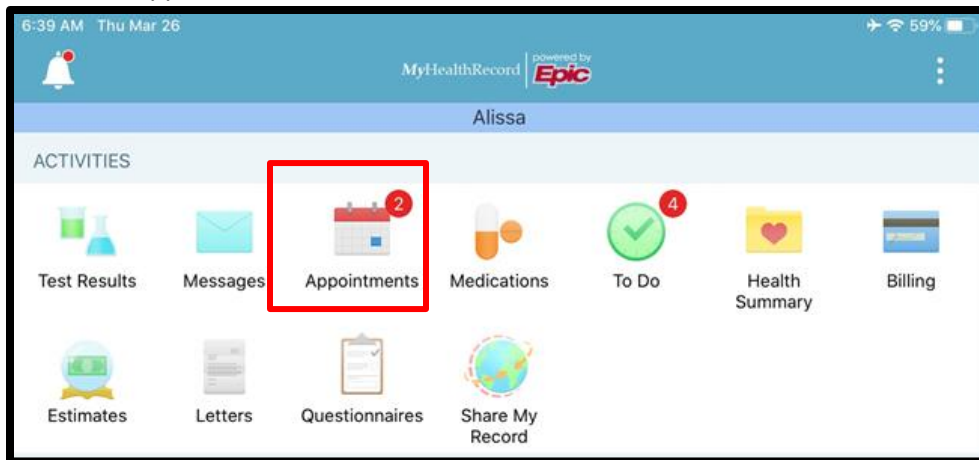 6:39 AM Thu Mar 26
59%
MyHealthRecord powered by Epic
Alissa
ACTIVITIES
2
4
Test Results Messages Appointments Medications To Do Health Summary Billing
Estimates Letters Questionnaires Share My Record